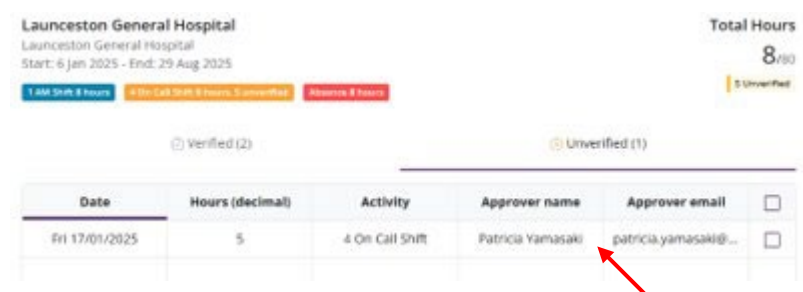 Launceston General Hospital
Launceston General Hospital
Start: 6 Jan 2025 - End: 29 Aug 2025
Total Hours
8/80
5 Unverified
1 AM Shift 8 hours 4 On Call Shift 0 hours, 5 unverified Absence 8 hours
Verified (2) Unverified (1)
Date Hours (decimal) Activity Approver name Approver email
Fri 17/01/2025 5 4 On Call Shift Patricia Yamasaki patricia.yamasaki@...